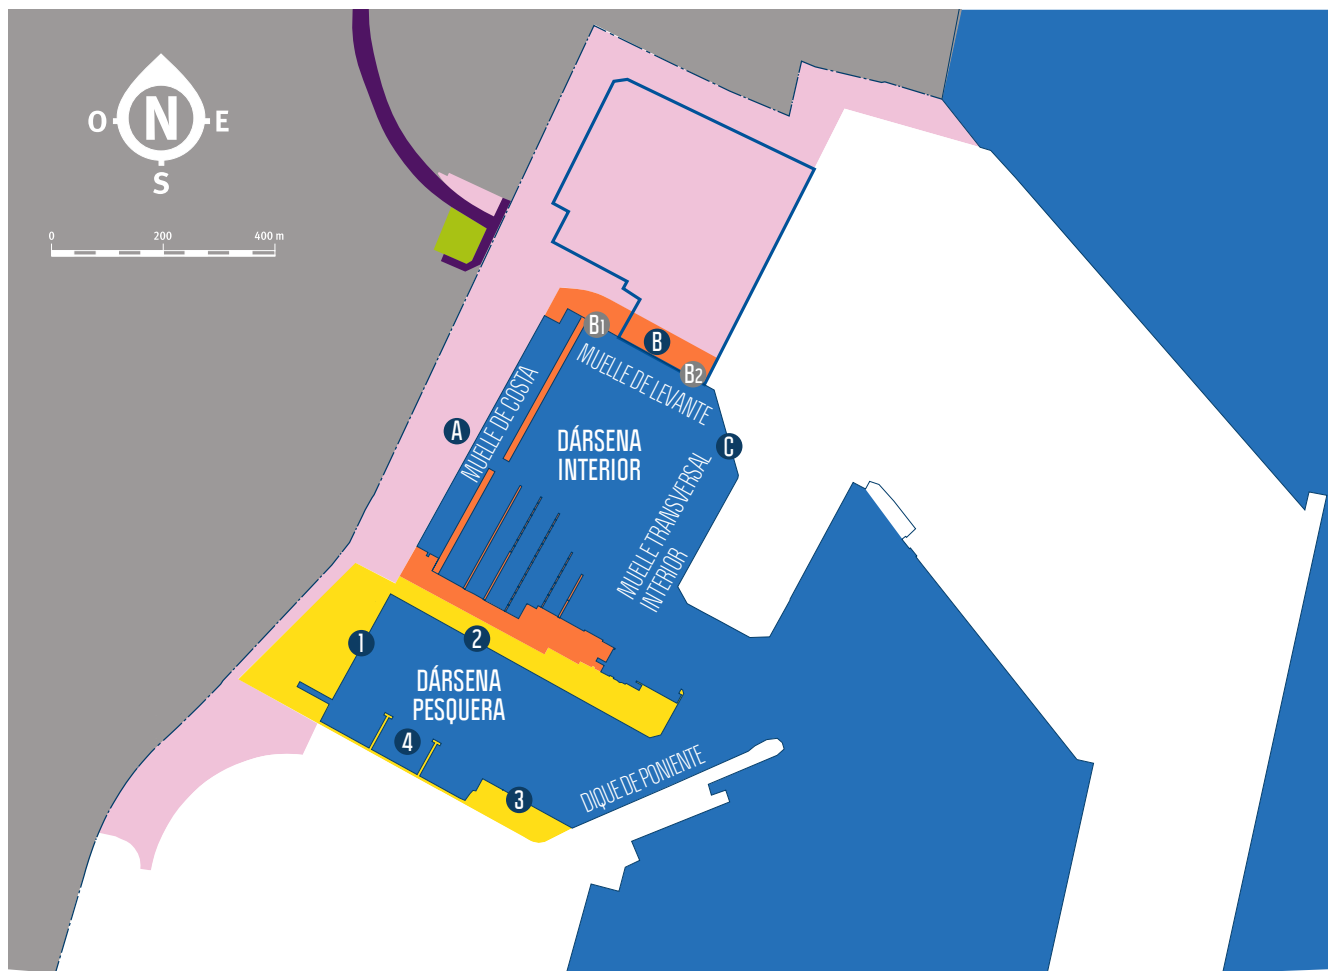 N
O
E
S
0 200 400 m
B1
B
B2
MUELLE DE LEVANTE
MUELLE DE COSTA
A
DÁRSENA
INTERIOR
C
MUELLE TRANSVERSAL
INTERIOR
1
2
DÁRSENA
PESQUERA
4
3
DIQUE DE PONIENTE